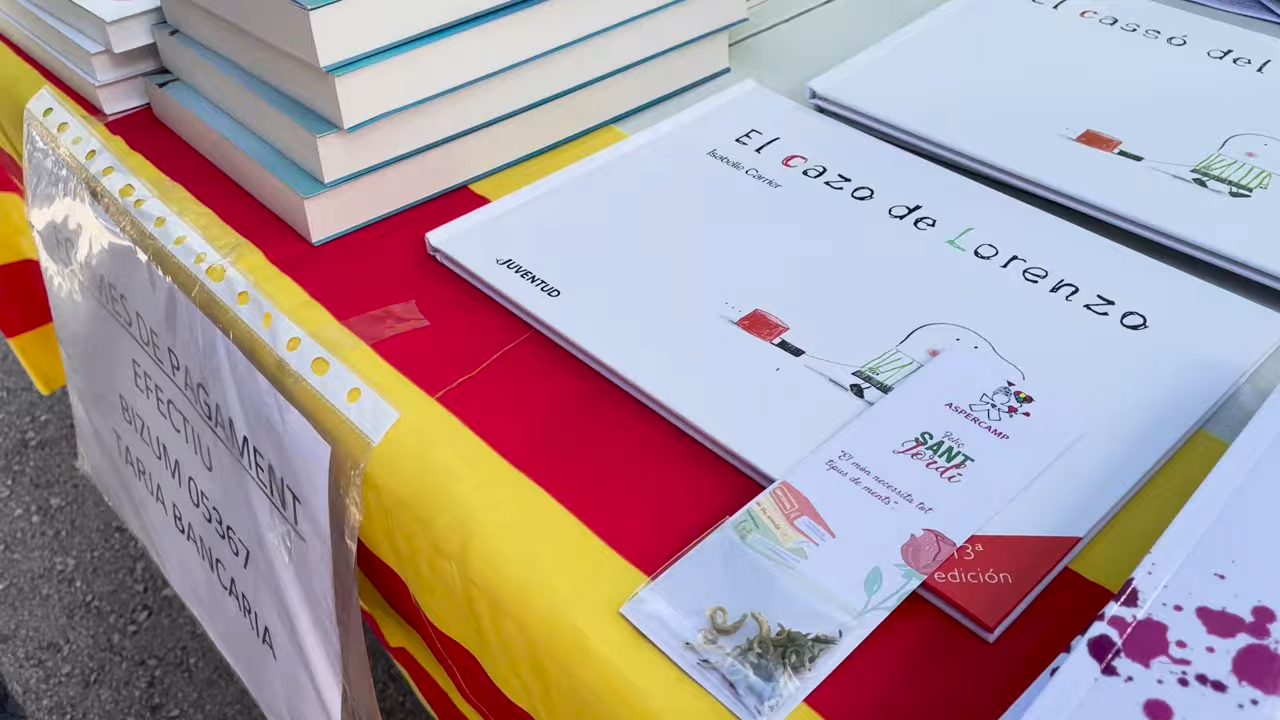 El cassó del
El Cazo de Lorenzo
Isabelle Carrier
JUVENTUD
ASPERCAMP
Feliç
SANT
Jordi
"El món necessita tot
tipus de ments".
13ª
edición
DE PAGAMENT
EFECTIU
BIZUM 05367
TARJA BANCARIA